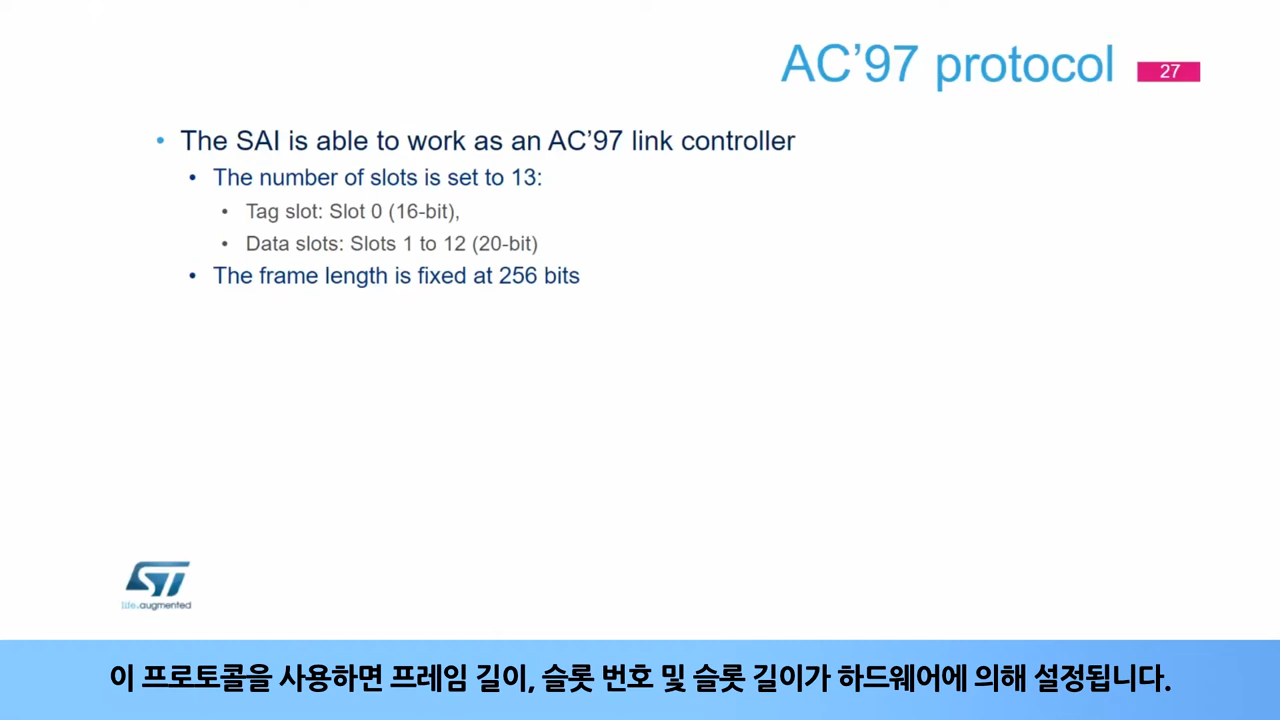 AC’97 protocol
27
• The SAI is able to work as an AC’97 link controller
• The number of slots is set to 13:
• Tag slot: Slot 0 (16-bit),
• Data slots: Slots 1 to 12 (20-bit)
• The frame length is fixed at 256 bits
ST
life.augmented
이 프로토콜을 사용하면 프레임 길이, 슬롯 번호 및 슬롯 길이가 하드웨어에 의해 설정됩니다.